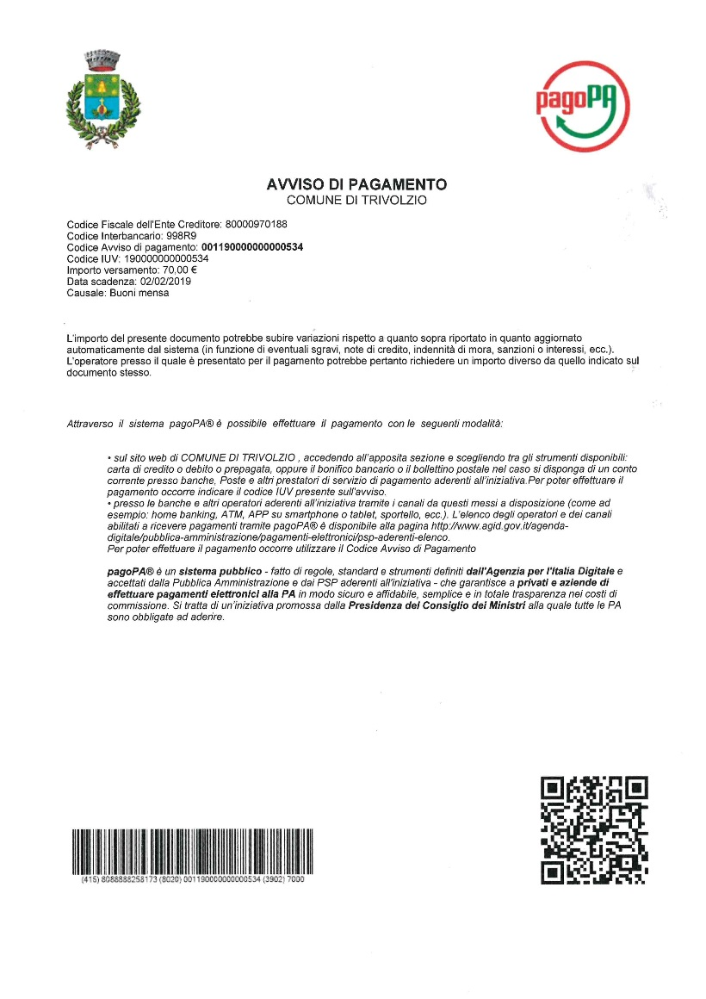 pagoPA
AVVISO DI PAGAMENTO
COMUNE DI TRIVOLZIO
Codice Fiscale dell'Ente Creditore: 80000970188
Codice Interbancario: 998R9
Codice Avviso di pagamento: 001190000000000534
Codice IUV: 190000000000534
Importo versamento: 70,00 €
Data scadenza: 02/02/2019
Causale: Buoni mensa
L'importo del presente documento potrebbe subire variazioni rispetto a quanto sopra riportato in quanto aggiornato
automaticamente dal sistema (in funzione di eventuali sgravi, note di credito, indennità di mora, sanzioni o interessi, ecc.).
L'operatore presso il quale è presentato per il pagamento potrebbe pertanto richiedere un importo diverso da quello indicato sul
documento stesso.
Attraverso il sistema pagoPA® è possibile effettuare il pagamento con le seguenti modalità:
• sul sito web di COMUNE DI TRIVOLZIO , accedendo all'apposita sezione e scegliendo tra gli strumenti disponibili:
carta di credito o debito o prepagata, oppure il bonifico bancario o il bollettino postale nel caso si disponga di un conto
corrente presso banche, Poste e altri prestatori di servizio di pagamento aderenti all'iniziativa.Per poter effettuare il
pagamento occorre indicare il codice IUV presente sull'avviso.
• presso le banche e altri operatori aderenti all'iniziativa tramite i canali da questi messi a disposizione (come ad
esempio: home banking, ATM, APP su smartphone o tablet, sportello, ecc.). L'elenco degli operatori e dei canali
abilitati a ricevere pagamenti tramite pagoPA® è disponibile alla pagina http://www.agid.gov.it/agenda-
digitale/pubblica-amministrazione/pagamenti-elettronici/psp-aderenti-elenco.
Per poter effettuare il pagamento occorre utilizzare il Codice Avviso di Pagamento
pagoPA® è un sistema pubblico - fatto di regole, standard e strumenti definiti dall'Agenzia per l'Italia Digitale e
accettati dalla Pubblica Amministrazione e dai PSP aderenti all'iniziativa - che garantisce a privati e aziende di
effettuare pagamenti elettronici alla PA in modo sicuro e affidabile, semplice e in totale trasparenza nei costi di
commissione. Si tratta di un'iniziativa promossa dalla Presidenza del Consiglio dei Ministri alla quale tutte le PA
sono obbligate ad aderire.
(415) 8088888258173 (8020) 001190000000000534 (3902) 7000